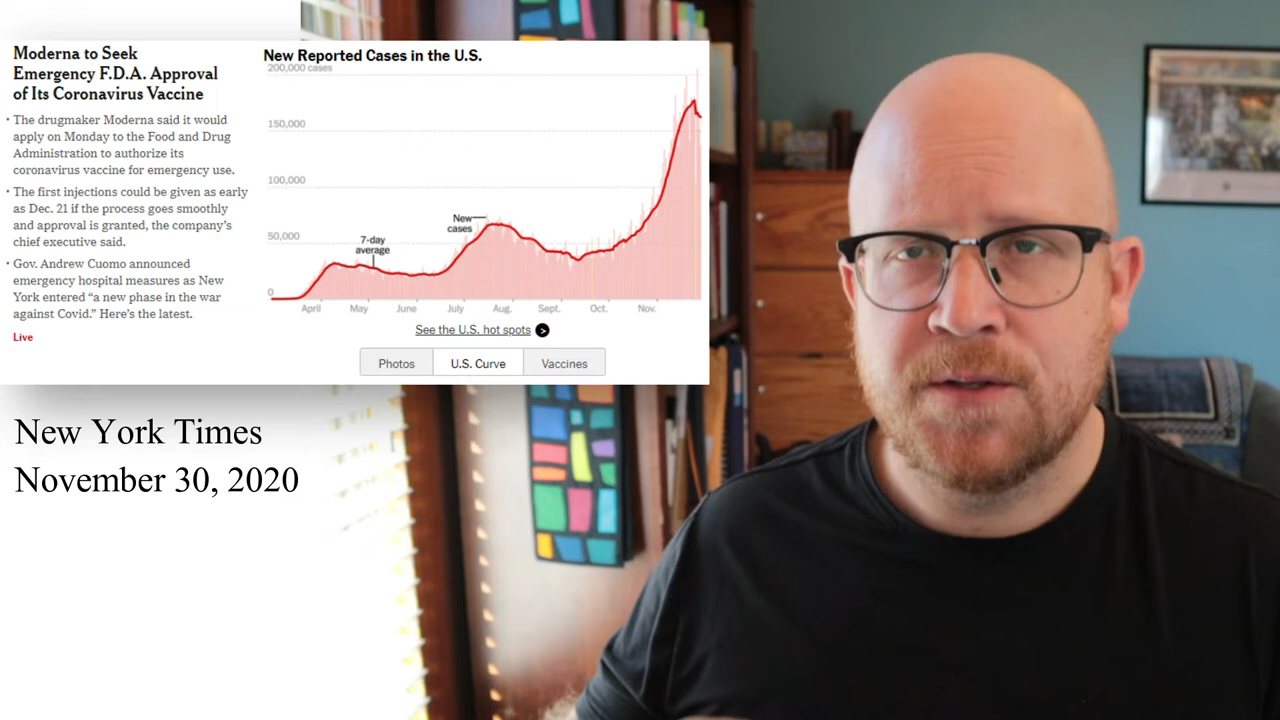 Moderna to Seek
Emergency F.D.A. Approval
of Its Coronavirus Vaccine
• The drugmaker Moderna said it would
apply on Monday to the Food and Drug
Administration to authorize its
coronavirus vaccine for emergency use.
• The first injections could be given as early
as Dec. 21 if the process goes smoothly
and approval is granted, the company's
chief executive said.
• Gov. Andrew Cuomo announced
emergency hospital measures as New
York entered “a new phase in the war
against Covid.” Here’s the latest.
Live
New Reported Cases in the U.S.
200,000 cases
150,000
100,000
50,000
0
7-day
average
New
cases
April May June July Aug. Sept. Oct. Nov.
See the U.S. hot spots >
Photos U.S. Curve Vaccines
New York Times
November 30, 2020